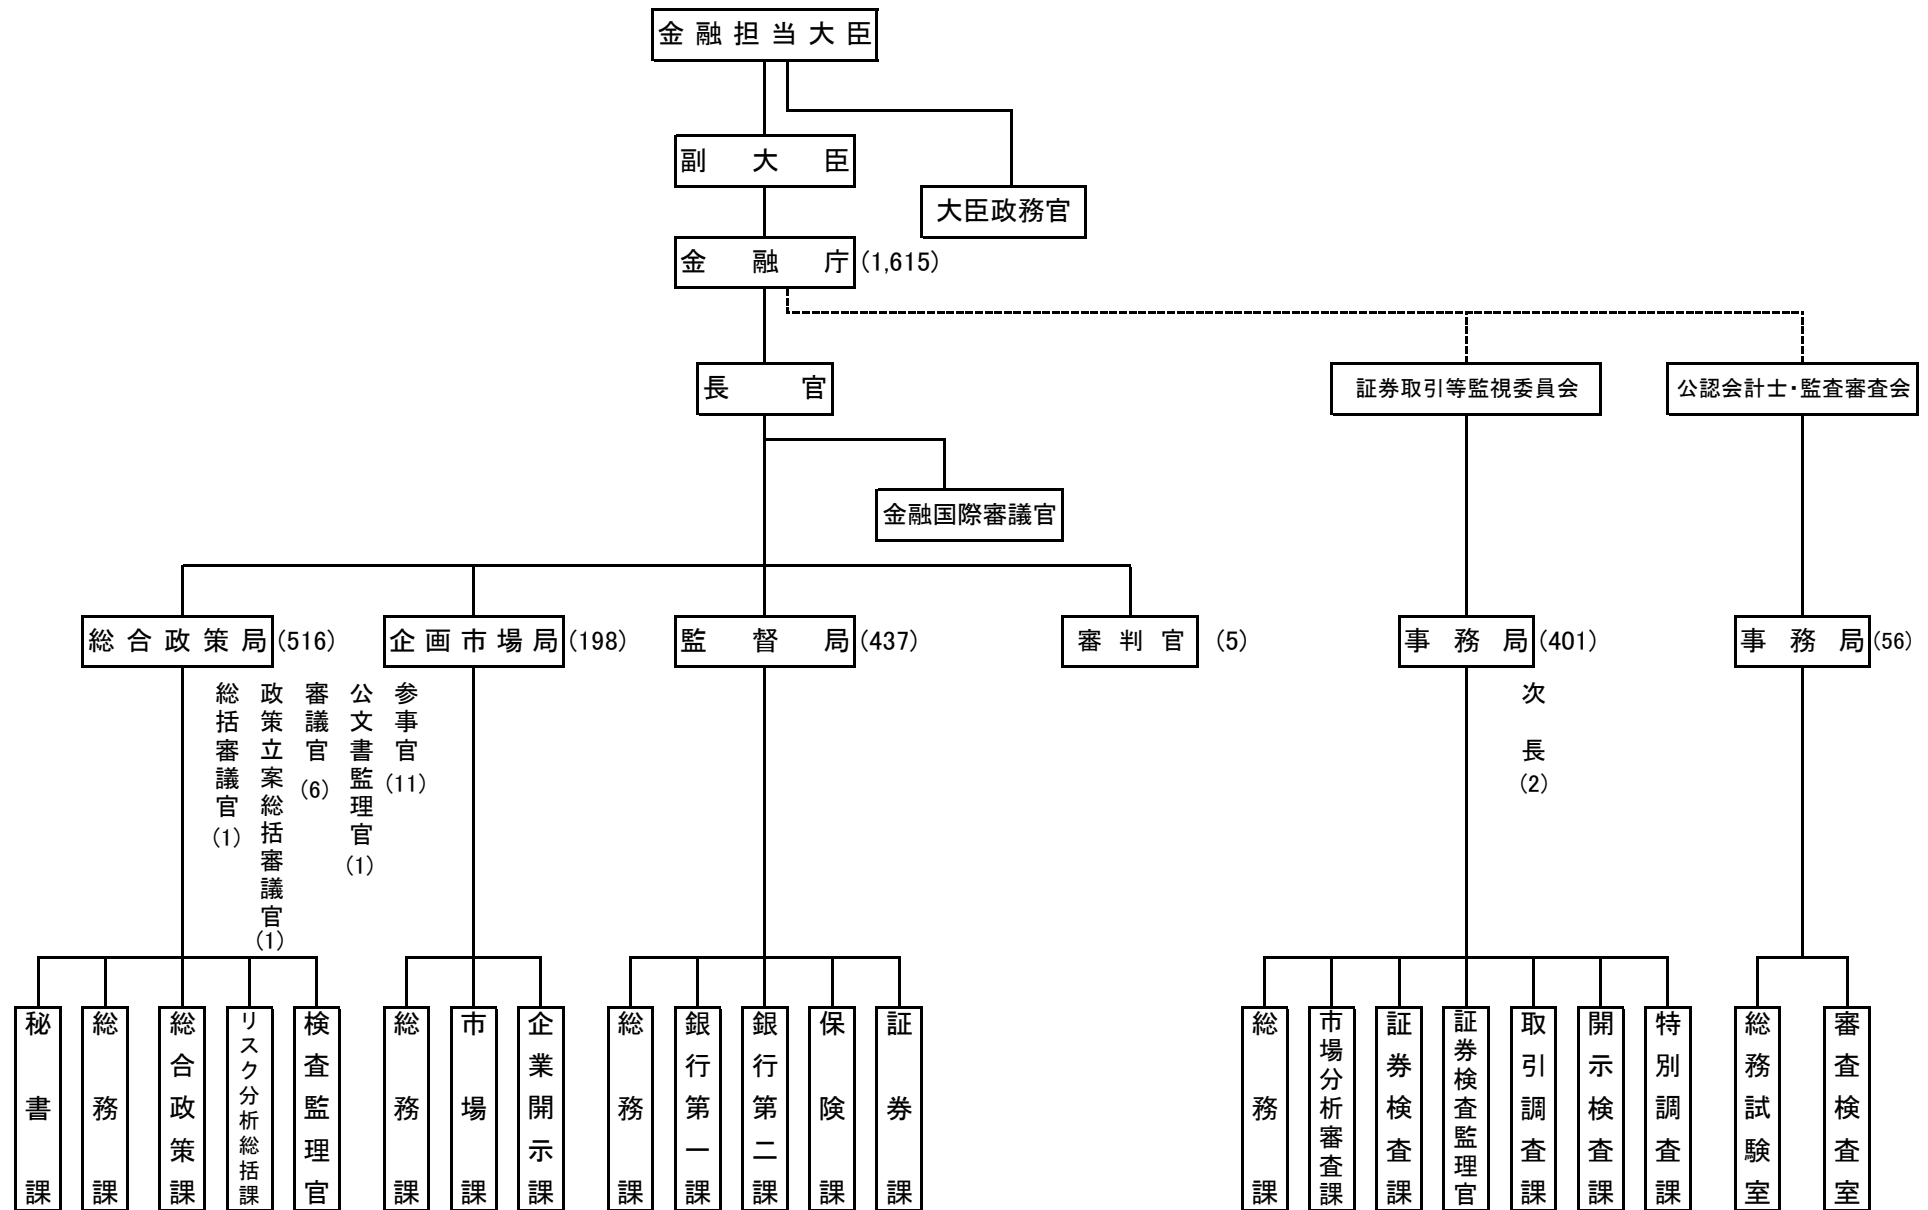 金融担当大臣
副大臣
大臣政務官
金融庁(1,615)
長官
証券取引等監視委員会
公認会計士・監査審査会
金融国際審議官
総合政策局(516)
企画市場局(198)
監督局(437)
審判官(5)
事務局(401)
事務局(56)
総括審議官(1)
政策立案総括審議官(1)
審議官(6)
公文書監理官(1)
参事官(11)
次長(2)
秘書課
総務課
総合政策課
リスク分析総括課
検査監理官
総務課
市場課
企業開示課
総務課
銀行第一課
銀行第二課
保険課
証券課
総務課
市場分析審査課
証券検査課
証券検査監理官
取引調査課
開示検査課
特別調査課
総務試験室
審査検査室